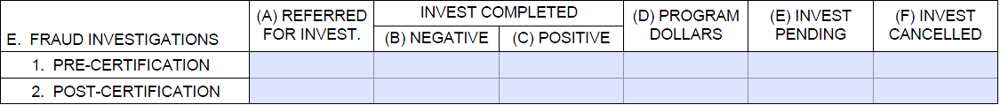 E. FRAUD INVESTIGATIONS
(A) REFERRED
FOR INVEST.
INVEST COMPLETED
(B) NEGATIVE
(C) POSITIVE
(D) PROGRAM
DOLLARS
(E) INVEST
PENDING
(F) INVEST
CANCELLED
1. PRE-CERTIFICATION
2. POST-CERTIFICATION